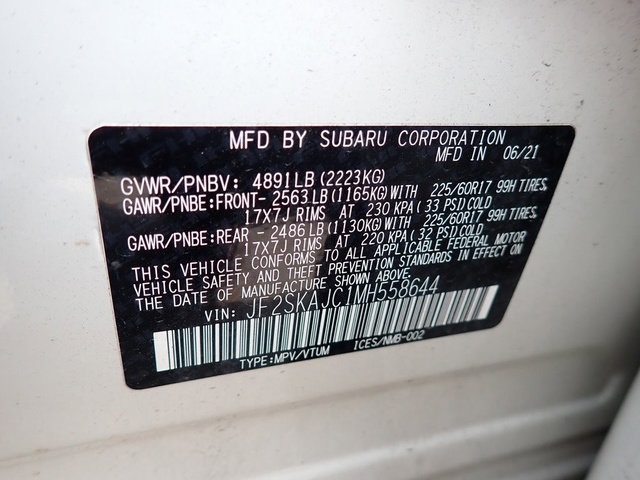 MFD BY SUBARU CORPORATION
MFD IN 06/21
GVWR/PNBV: 4891LB (2223KG)
GAWR/PNBE:FRONT- 2563LB (1165KG) WITH 225/60R17 99H TIRES,
17X7J RIMS AT 230 KPA ( 33 PSI) COLD
GAWR/PNBE:REAR - 2486LB (1130KG) WITH 225/60R17 99H TIRES,
17X7J RIMS AT 220 KPA ( 32 PSI) COLD
THIS VEHICLE CONFORMS TO ALL APPLICABLE FEDERAL MOTOR
VEHICLE SAFETY AND THEFT PREVENTION STANDARDS IN EFFECT ON
THE DATE OF MANUFACTURE SHOWN ABOVE.
VIN: JF2SKAJC1MH558644
TYPE:MPV/VTUM ICES/NMB-002